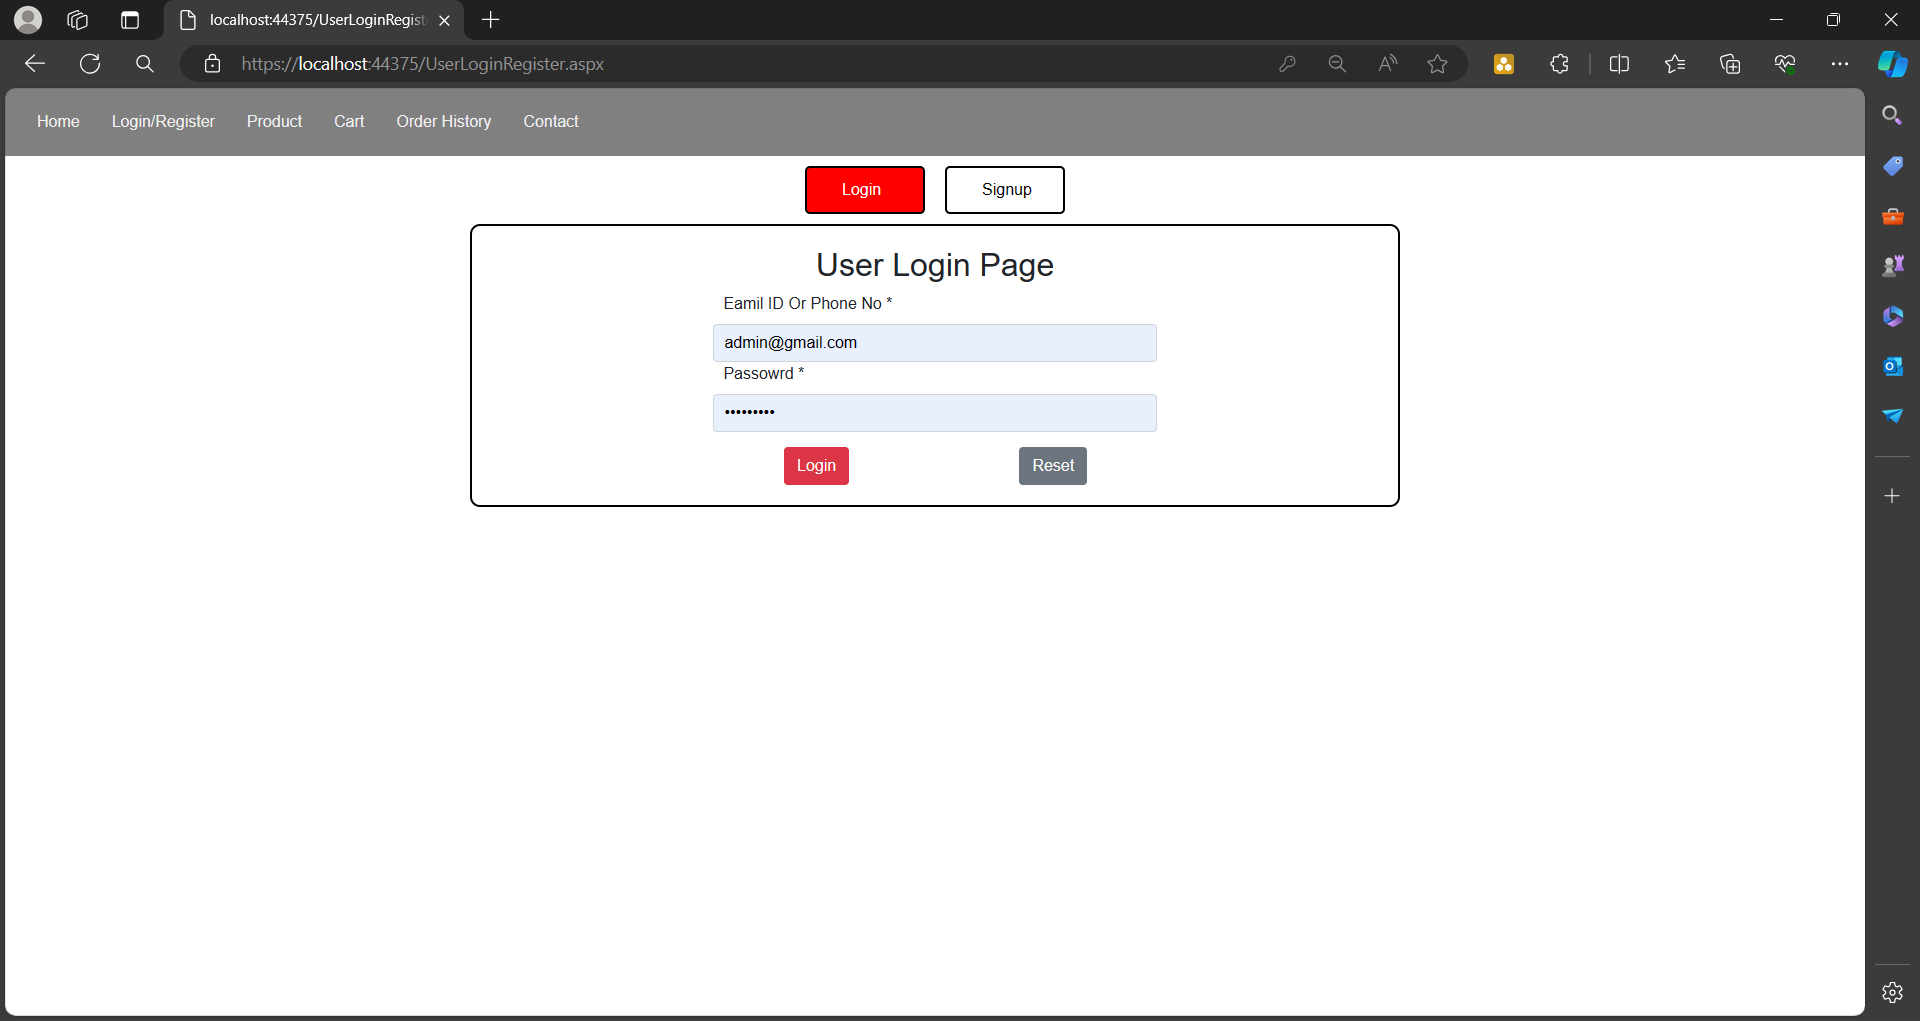 localhost:44375/UserLoginRegist
https://localhost:44375/UserLoginRegister.aspx
Home Login/Register Product Cart Order History Contact
Login Signup
User Login Page
Eamil ID Or Phone No *
admin@gmail.com
Passowrd *
•••••••••
Login Reset